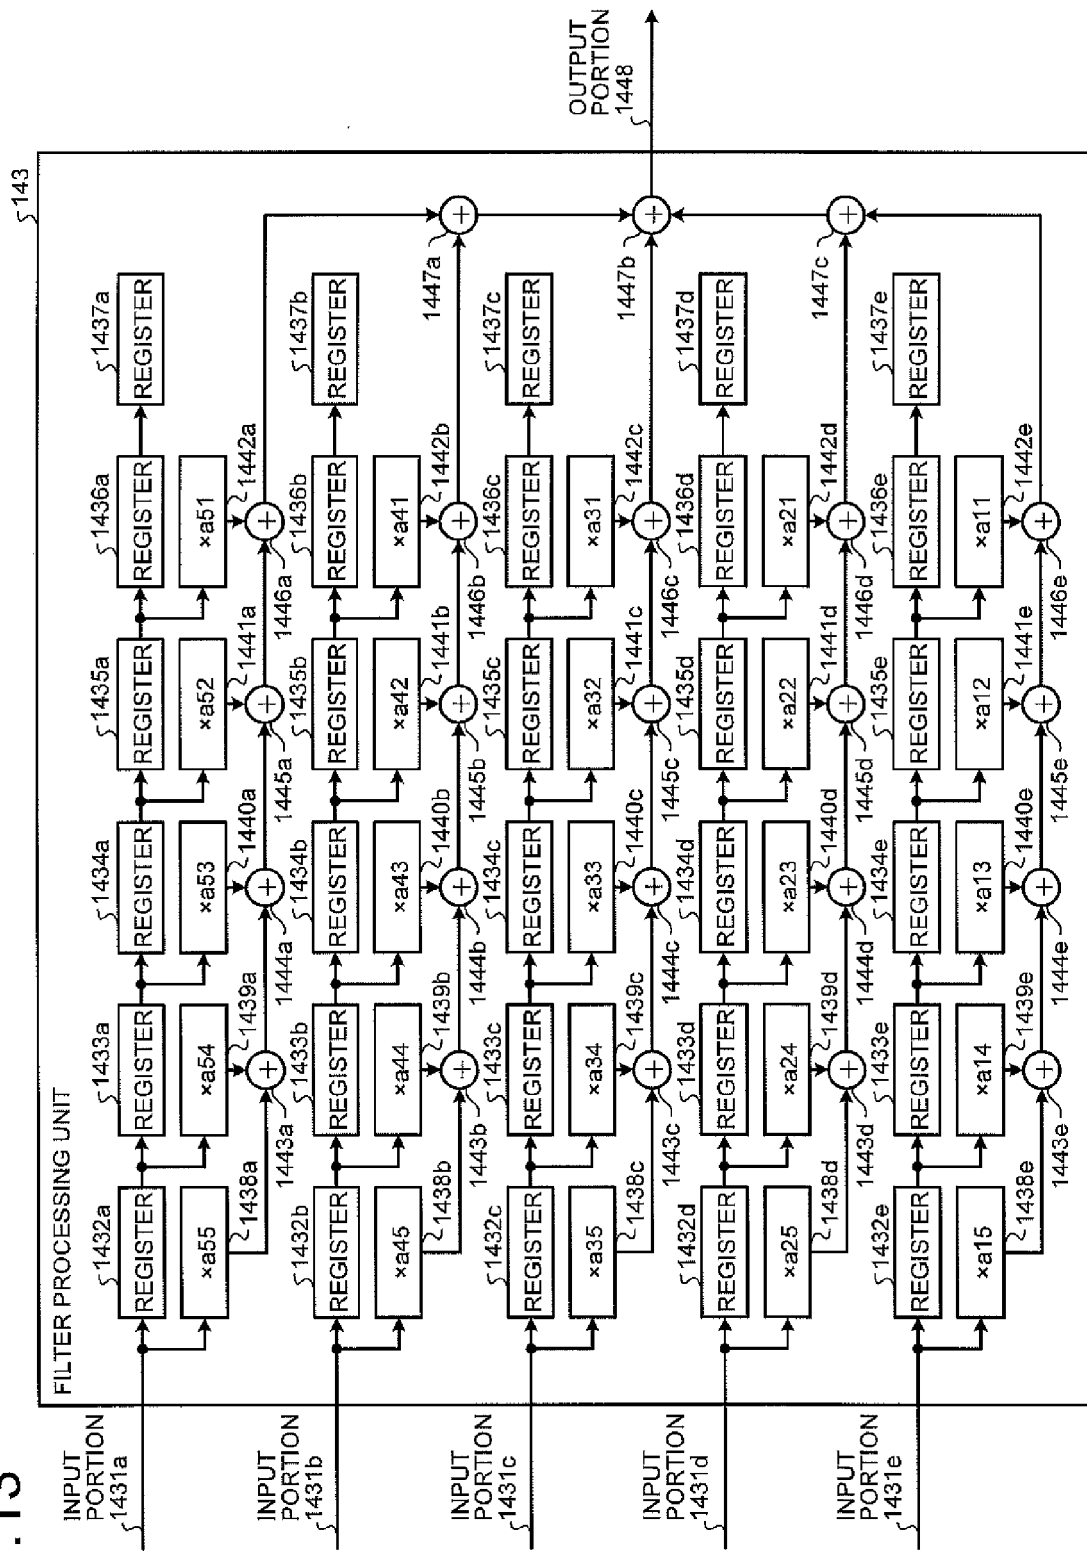 .13
FILTER PROCESSING UNIT
143
INPUT PORTION 1431a
1432a
REGISTER
1433a
REGISTER
1434a
REGISTER
1435a
REGISTER
1436a
REGISTER
1437a
REGISTER
×a55
1438a
×a54
1439a
×a53
1440a
×a52
1441a
×a51
1442a
1443a
1444a
1445a
1446a
INPUT PORTION 1431b
1432b
REGISTER
1433b
REGISTER
1434b
REGISTER
1435b
REGISTER
1436b
REGISTER
1437b
REGISTER
×a45
1438b
×a44
1439b
×a43
1440b
×a42
1441b
×a41
1442b
1443b
1444b
1445b
1446b
1447a
INPUT PORTION 1431c
1432c
REGISTER
1433c
REGISTER
1434c
REGISTER
1435c
REGISTER
1436c
REGISTER
1437c
REGISTER
×a35
1438c
×a34
1439c
×a33
1440c
×a32
1441c
×a31
1442c
1443c
1444c
1445c
1446c
1447b
OUTPUT PORTION 1448
INPUT PORTION 1431d
1432d
REGISTER
1433d
REGISTER
1434d
REGISTER
1435d
REGISTER
1436d
REGISTER
1437d
REGISTER
×a25
1438d
×a24
1439d
×a23
1440d
×a22
1441d
×a21
1442d
1443d
1444d
1445d
1446d
1447c
INPUT PORTION 1431e
1432e
REGISTER
1433e
REGISTER
1434e
REGISTER
1435e
REGISTER
1436e
REGISTER
1437e
REGISTER
×a15
1438e
×a14
1439e
×a13
1440e
×a12
1441e
×a11
1442e
1443e
1444e
1445e
1446e